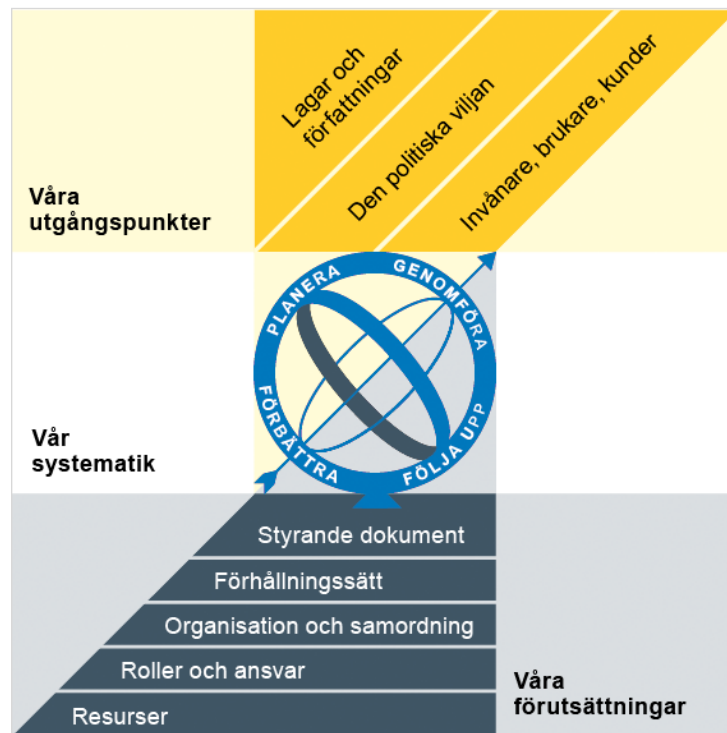 Lagar och
författningar
Den politiska viljan
Invånare, brukare, kunder
Våra
utgångspunkter
PLANERA
GENOMFÖRA
FÖLJA UPP
FÖRBÄTTRA
Vår
systematik
Styrande dokument
Förhållningssätt
Organisation och samordning
Roller och ansvar
Resurser
Våra
förutsättningar